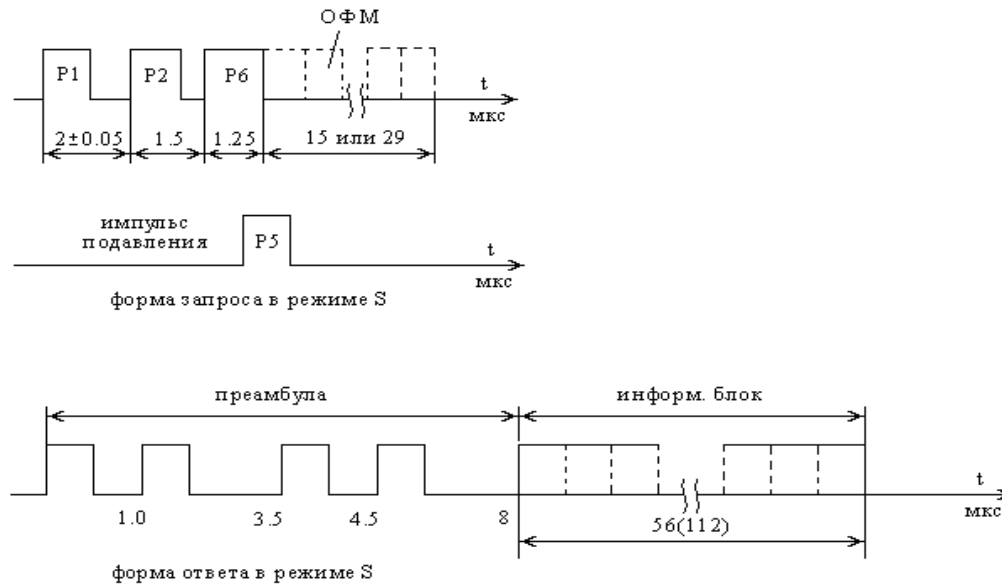 ОФМ
P1 P2 P6
t
мкс
2±0.05 1.5 1.25 15 или 29
импульс
подавления
P5
t
мкс
форма запроса в режиме S
преамбула информ. блок
t
мкс
1.0 3.5 4.5 8 56(112)
форма ответа в режиме S